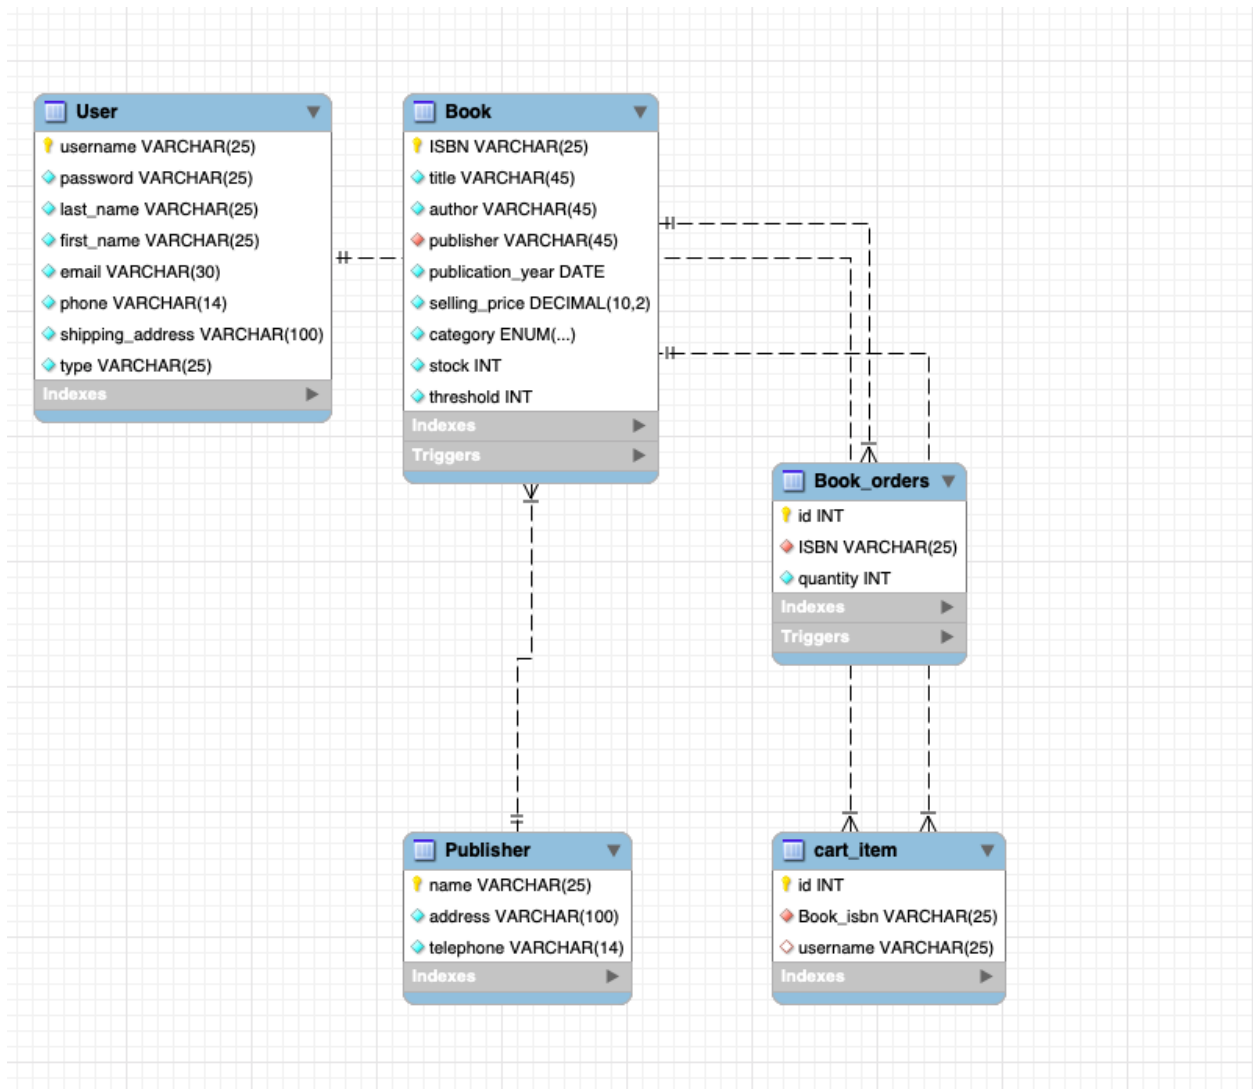 User
username VARCHAR(25)
password VARCHAR(25)
last_name VARCHAR(25)
first_name VARCHAR(25)
email VARCHAR(30)
phone VARCHAR(14)
shipping_address VARCHAR(100)
type VARCHAR(25)
Indexes
Book
ISBN VARCHAR(25)
title VARCHAR(45)
author VARCHAR(45)
publisher VARCHAR(45)
publication_year DATE
selling_price DECIMAL(10,2)
category ENUM(...)
stock INT
threshold INT
Indexes
Triggers
Book_orders
id INT
ISBN VARCHAR(25)
quantity INT
Indexes
Triggers
Publisher
name VARCHAR(25)
address VARCHAR(100)
telephone VARCHAR(14)
Indexes
cart_item
id INT
Book_isbn VARCHAR(25)
username VARCHAR(25)
Indexes